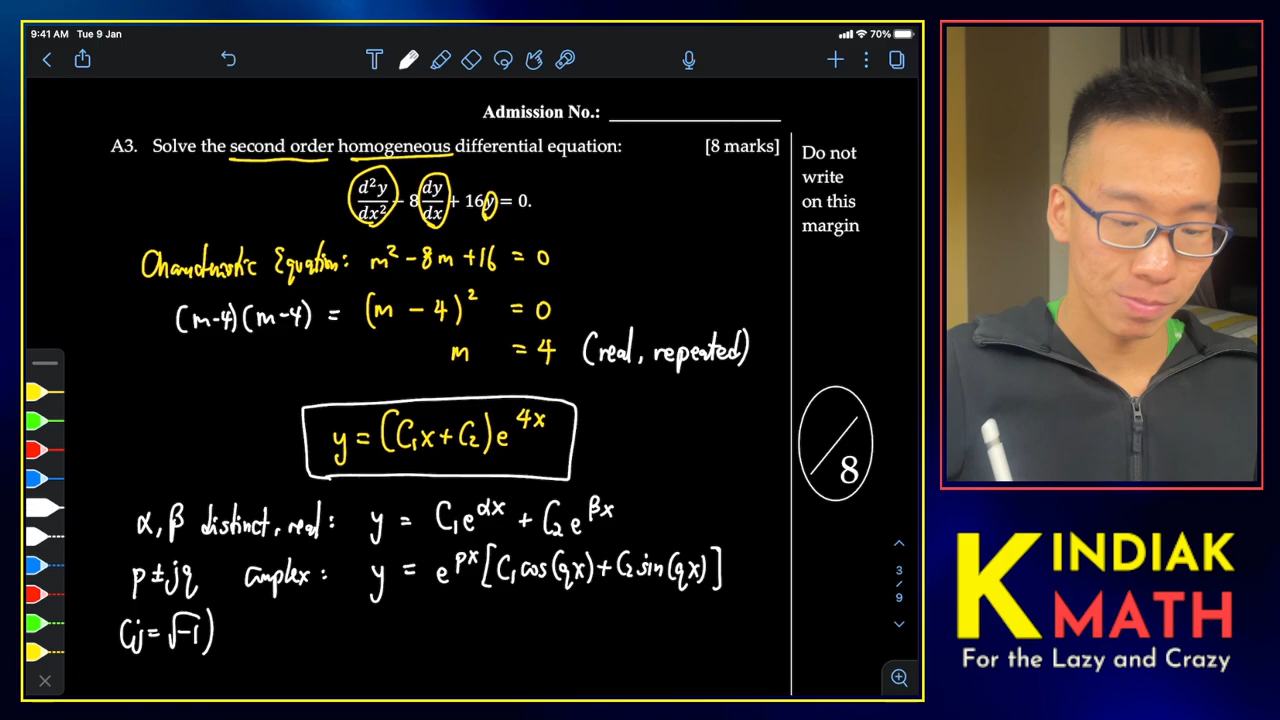 9:41 AM Tue 9 Jan
70%
Admission No.: ____________
A3. Solve the second order homogeneous differential equation: [8 marks]
d²y/dx² − 8 dy/dx + 16y = 0.
Do not
write
on this
margin
Characteristic Equation: m² - 8m + 16 = 0
(m-4)(m-4) = (m - 4)² = 0
m = 4 (real, repeated)
y = (C₁x + C₂) e^4x
8
α, β distinct, real: y = C₁e^αx + C₂e^βx
p ± jq complex: y = e^px [C₁cos(qx) + C₂sin(qx)]
(j = √-1)
3
/
9
KINDIAK
MATH
For the Lazy and Crazy